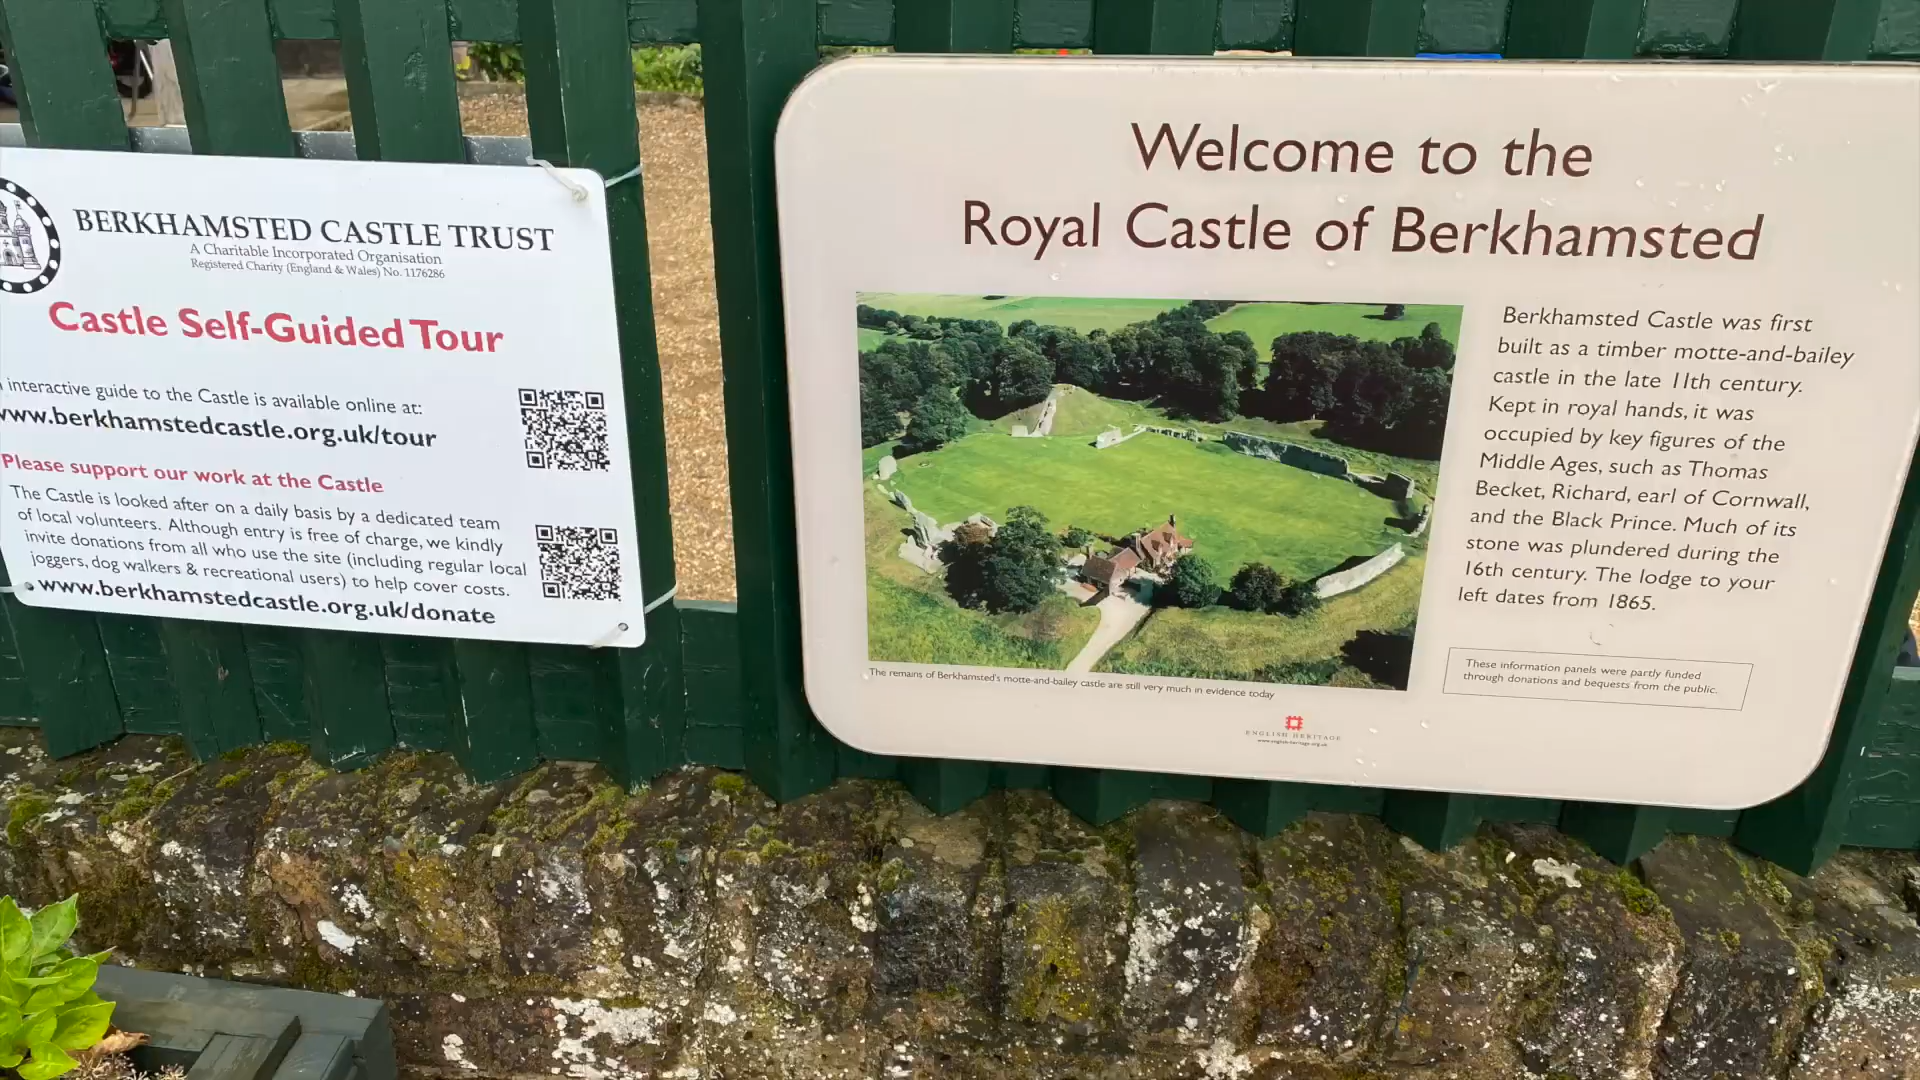 BERKHAMSTED CASTLE TRUST
A Charitable Incorporated Organisation
Registered Charity (England & Wales) No. 1176286
Castle Self-Guided Tour
interactive guide to the Castle is available online at:
www.berkhamstedcastle.org.uk/tour
Please support our work at the Castle
The Castle is looked after on a daily basis by a dedicated team
of local volunteers. Although entry is free of charge, we kindly
invite donations from all who use the site (including regular local
joggers, dog walkers & recreational users) to help cover costs.
www.berkhamstedcastle.org.uk/donate
Welcome to the
Royal Castle of Berkhamsted
Berkhamsted Castle was first
built as a timber motte-and-bailey
castle in the late 11th century.
Kept in royal hands, it was
occupied by key figures of the
Middle Ages, such as Thomas
Becket, Richard, earl of Cornwall,
and the Black Prince. Much of its
stone was plundered during the
16th century. The lodge to your
left dates from 1865.
The remains of Berkhamsted's motte-and-bailey castle are still very much in evidence today
These information panels were partly funded
through donations and bequests from the public.
ENGLISH HERITAGE
www.english-heritage.org.uk